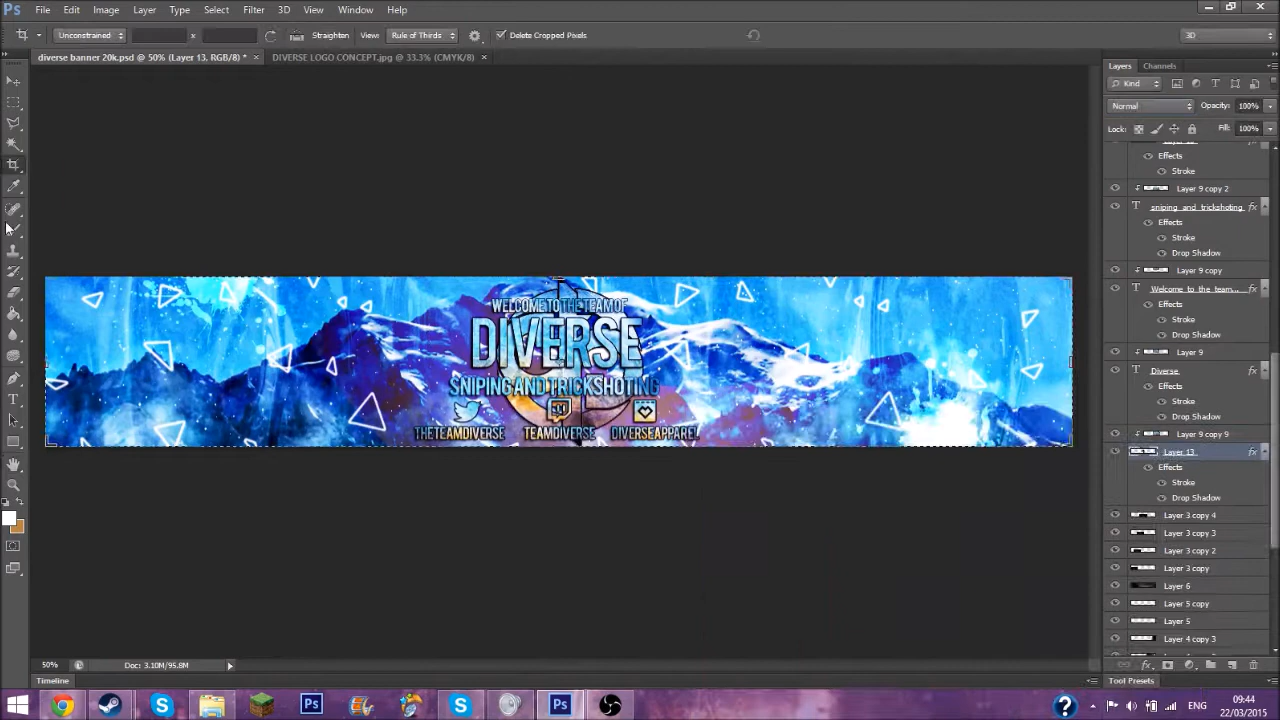 Ps File Edit Image Layer Type Select Filter 3D View Window Help
Unconstrained x Straighten View: Rule of Thirds Delete Cropped Pixels 3D
diverse banner 20k.psd @ 50% (Layer 13, RGB/8) * × DIVERSE LOGO CONCEPT.jpg @ 33.3% (CMYK/8) ×
Layers Channels
Kind
Normal Opacity: 100%
Lock: Fill: 100%
Effects
Stroke
Layer 9 copy 2
sniping_and_trickshoting
Effects
Stroke
Drop Shadow
Layer 9 copy
Welcome_to_the_team...
Effects
Stroke
Drop Shadow
Layer 9
Diverse
Effects
Stroke
Drop Shadow
Layer 9 copy 9
Layer 13
Effects
Stroke
Drop Shadow
Layer 3 copy 4
Layer 3 copy 3
Layer 3 copy 2
Layer 3 copy
Layer 6
Layer 5 copy
Layer 5
Layer 4 copy 3
WELCOME TO THE TEAM OF
DIVERSE
SNIPING AND TRICKSHOTING
THETEAMDIVERSE TEAMDIVERSE DIVERSEAPPAREL
50% Doc: 3.10M/95.8M
Timeline
Tool Presets
ENG
09:44
22/03/2015